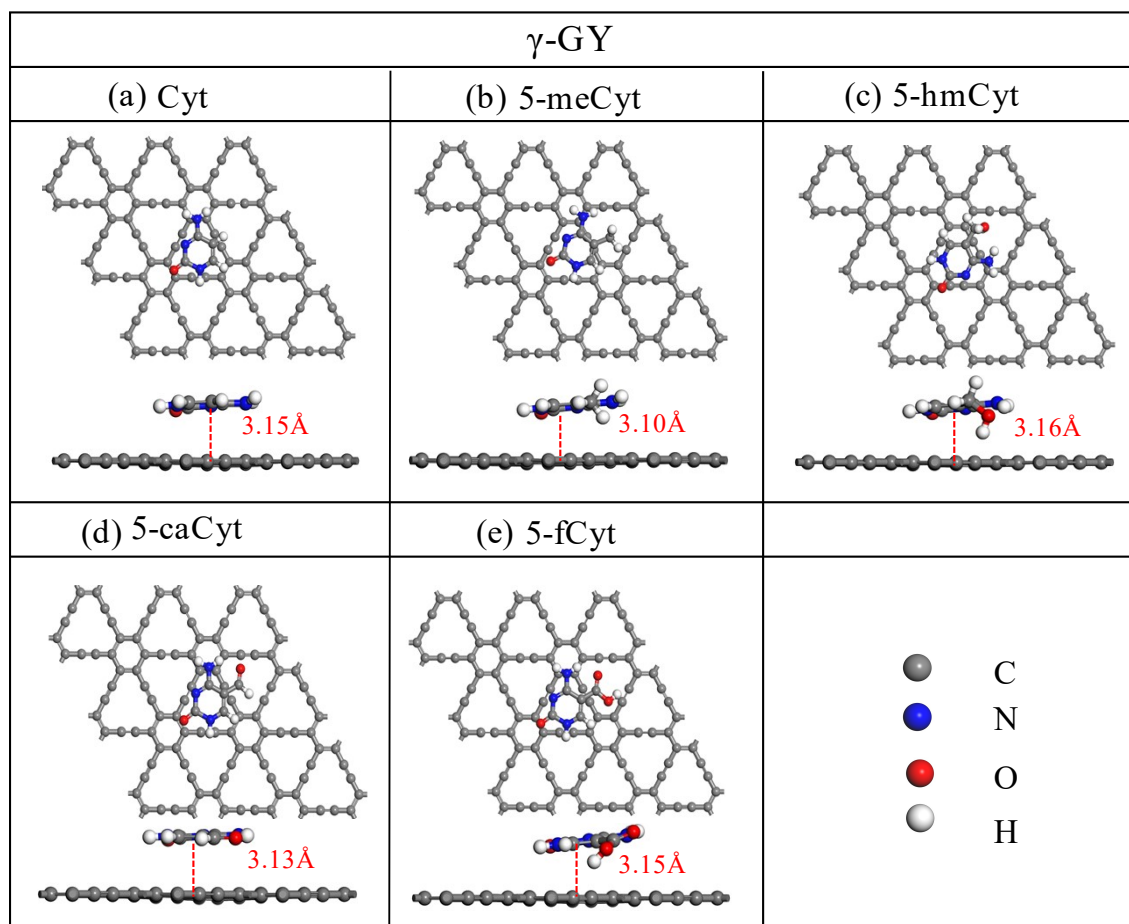 γ-GY
(a) Cyt
(b) 5-meCyt
(c) 5-hmCyt
3.15Å
3.10Å
3.16Å
(d) 5-caCyt
(e) 5-fCyt
3.13Å
3.15Å
C
N
O
H